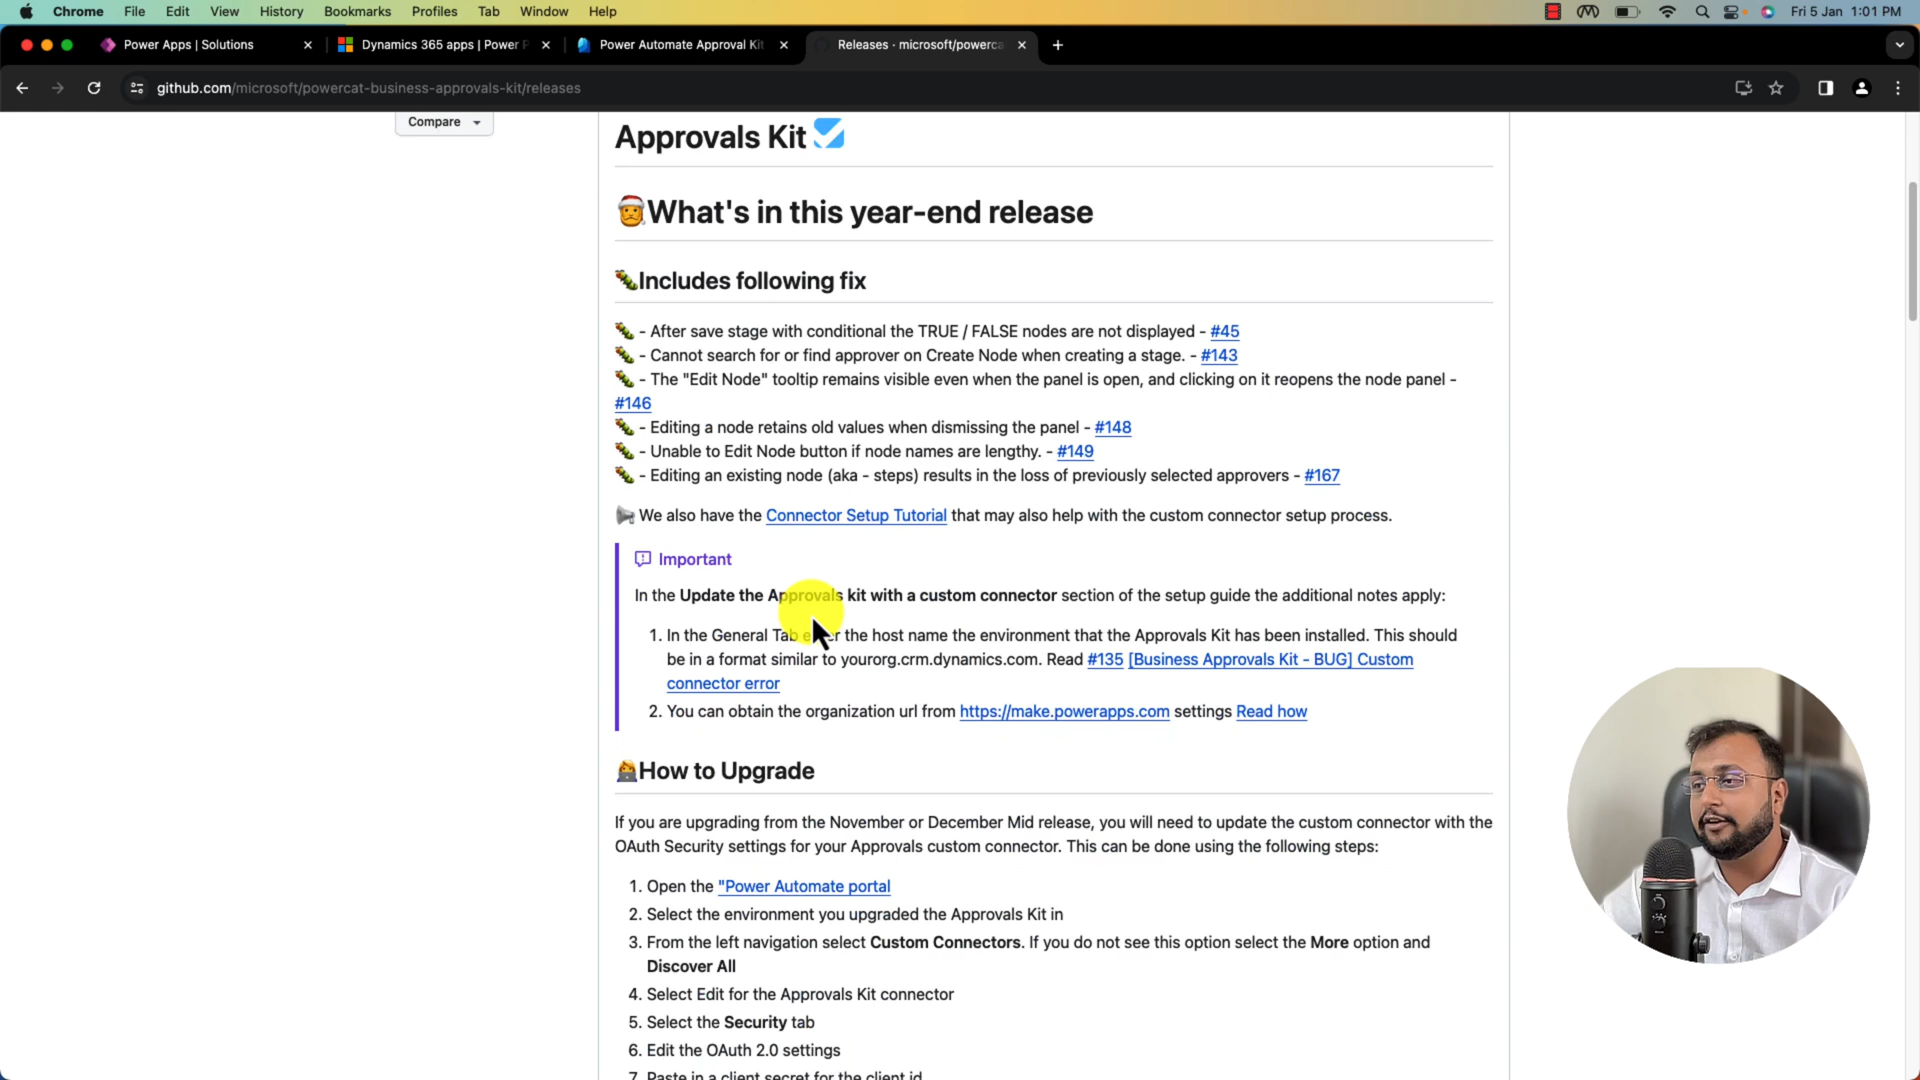 Chrome File Edit View History Bookmarks Profiles Tab Window Help Fri 5 Jan 1:01 PM
Power Apps | Solutions Dynamics 365 apps | Power P Power Automate Approval Kit Releases · microsoft/powerca
github.com/microsoft/powercat-business-approvals-kit/releases
Compare
Approvals Kit
What's in this year-end release
Includes following fix
- After save stage with conditional the TRUE / FALSE nodes are not displayed - #45
- Cannot search for or find approver on Create Node when creating a stage. - #143
- The "Edit Node" tooltip remains visible even when the panel is open, and clicking on it reopens the node panel -
#146
- Editing a node retains old values when dismissing the panel - #148
- Unable to Edit Node button if node names are lengthy. - #149
- Editing an existing node (aka - steps) results in the loss of previously selected approvers - #167
We also have the Connector Setup Tutorial that may also help with the custom connector setup process.
Important
In the Update the Approvals kit with a custom connector section of the setup guide the additional notes apply:
1. In the General Tab the host name the environment that the Approvals Kit has been installed. This should
be in a format similar to yourorg.crm.dynamics.com. Read #135 [Business Approvals Kit - BUG] Custom
connector error
2. You can obtain the organization url from https://make.powerapps.com settings Read how
How to Upgrade
If you are upgrading from the November or December Mid release, you will need to update the custom connector with the
OAuth Security settings for your Approvals custom connector. This can be done using the following steps:
1. Open the "Power Automate portal
2. Select the environment you upgraded the Approvals Kit in
3. From the left navigation select Custom Connectors. If you do not see this option select the More option and
Discover All
4. Select Edit for the Approvals Kit connector
5. Select the Security tab
6. Edit the OAuth 2.0 settings
7. Paste in a client secret for the client id